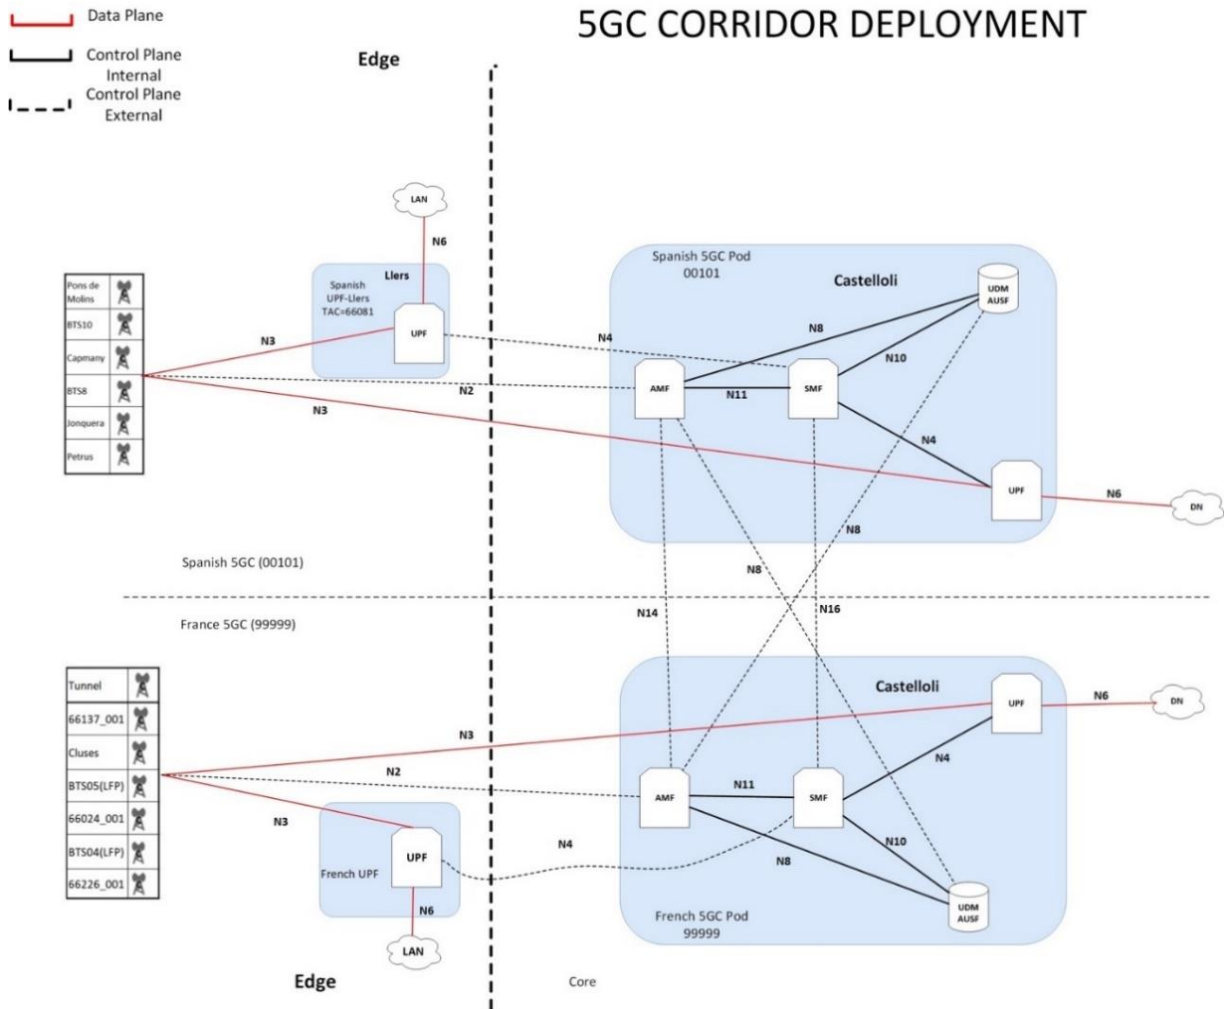 5GC CORRIDOR DEPLOYMENT
Data Plane
Control Plane
Internal
Control Plane
External
Edge
LAN
N6
Llers
Spanish
UPF-Llers
TAC=66081
UPF
Pons de
Molins
BTS10
Capmany
BTS8
Jonquera
Petrus
N3
N2
N3
N4
Spanish 5GC Pod
00101
Castelloli
UDM
AUSF
N8
N10
AMF
N11
SMF
N4
UPF
N6
DN
N8
N8
Spanish 5GC (00101)
N14
N16
France 5GC (99999)
Tunnel
66137_001
Cluses
BTS05(LFP)
66024_001
BTS04(LFP)
66226_001
N3
N2
N3
Castelloli
UPF
N6
DN
N4
AMF
N11
SMF
N10
N8
N4
UPF
French UPF
N6
LAN
UDM
AUSF
French 5GC Pod
99999
Edge
Core